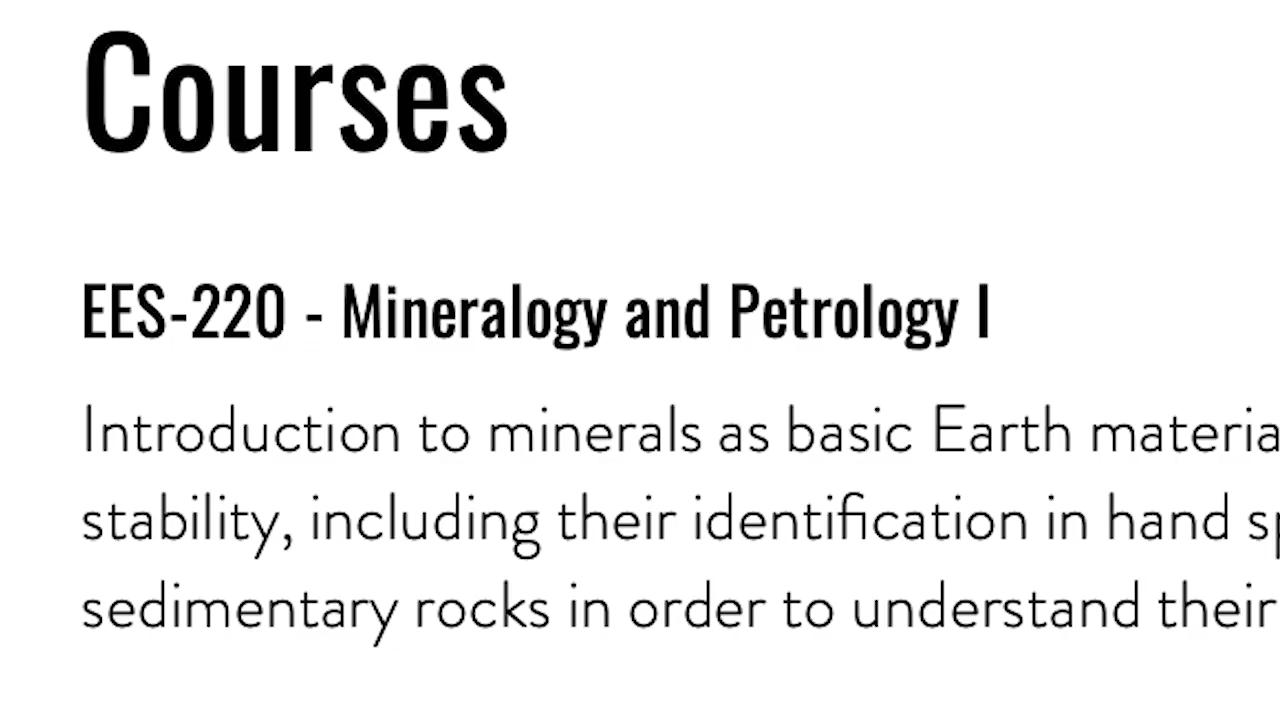 Courses
EES-220 - Mineralogy and Petrology I
Introduction to minerals as basic Earth materia
stability, including their identification in hand sp
sedimentary rocks in order to understand their